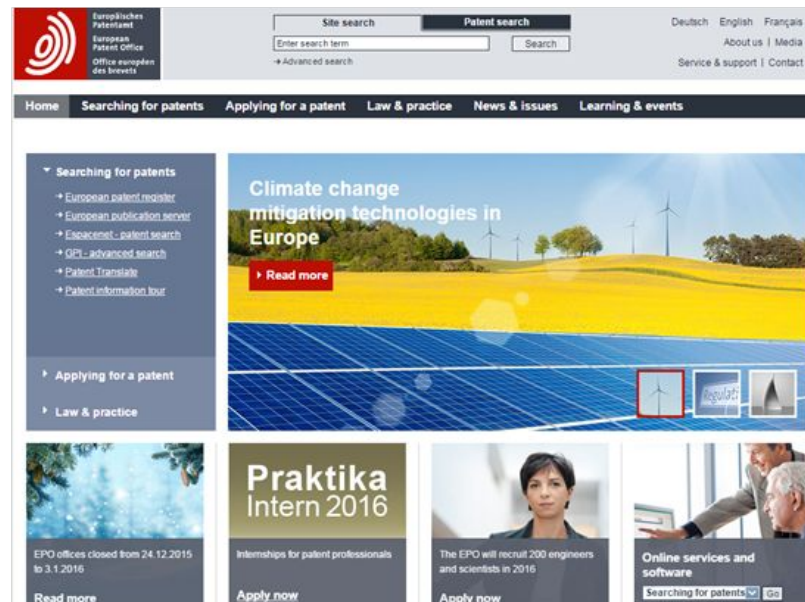 Europäisches
Patentamt
European
Patent Office
Office européen
des brevets
Site search
Patent search
Enter search term
Search
Advanced search
Deutsch English Français
About us | Media
Service & support | Contact
Home Searching for patents Applying for a patent Law & practice News & issues Learning & events
Searching for patents
European patent register
European publication server
Espacenet - patent search
GPI - advanced search
Patent Translate
Patent information tour
Applying for a patent
Law & practice
Climate change
mitigation technologies in
Europe
Read more
Regulati
EPO offices closed from 24.12.2015
to 3.1.2016
Read more
Praktika
Intern 2016
Internships for patent professionals
Apply now
The EPO will recruit 200 engineers
and scientists in 2016
Apply now
Online services and
software
Searching for patents Go